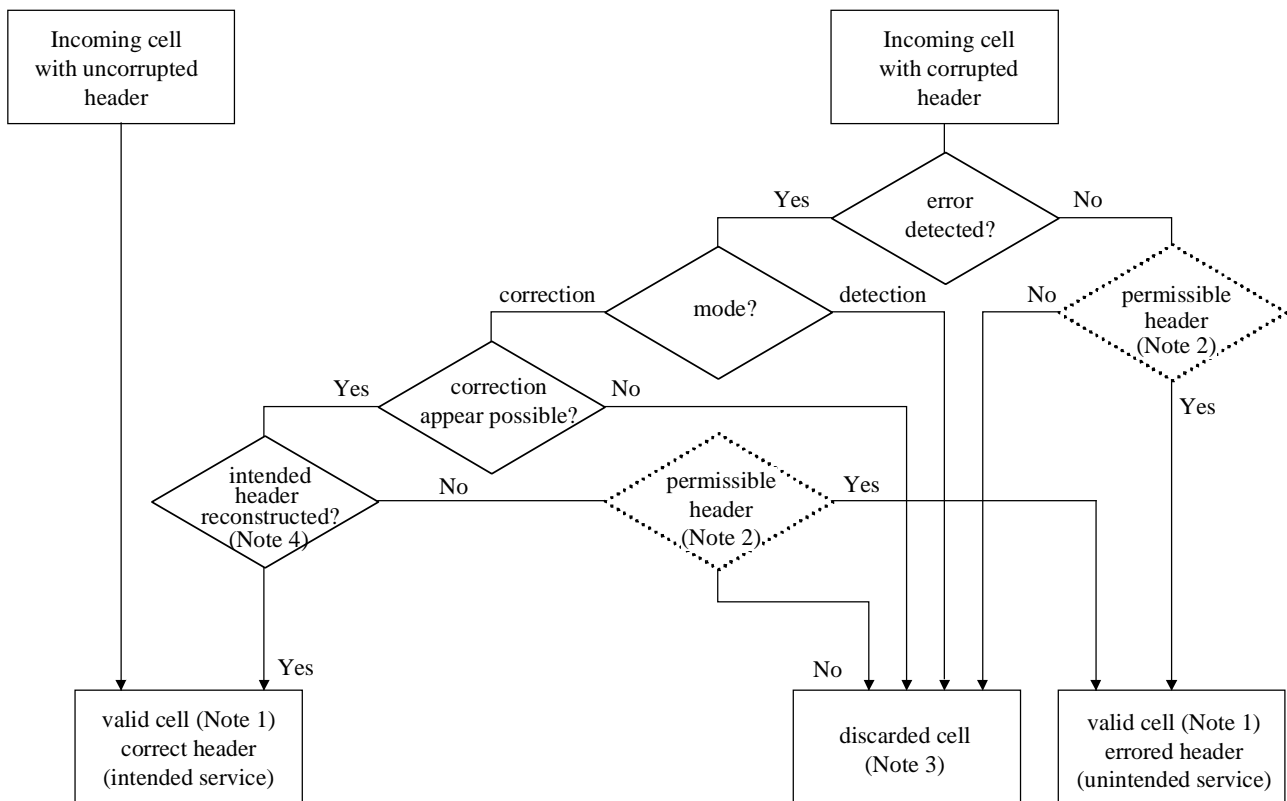 Incoming cell
with uncorrupted
header
Incoming cell
with corrupted
header
Yes
error
detected?
No
correction
mode?
detection
No
permissible
header
(Note 2)
Yes
correction
appear possible?
No
Yes
intended
header
reconstructed?
(Note 4)
No
permissible
header
(Note 2)
Yes
Yes
No
valid cell (Note 1)
correct header
(intended service)
discarded cell
(Note 3)
valid cell (Note 1)
errored header
(unintended service)